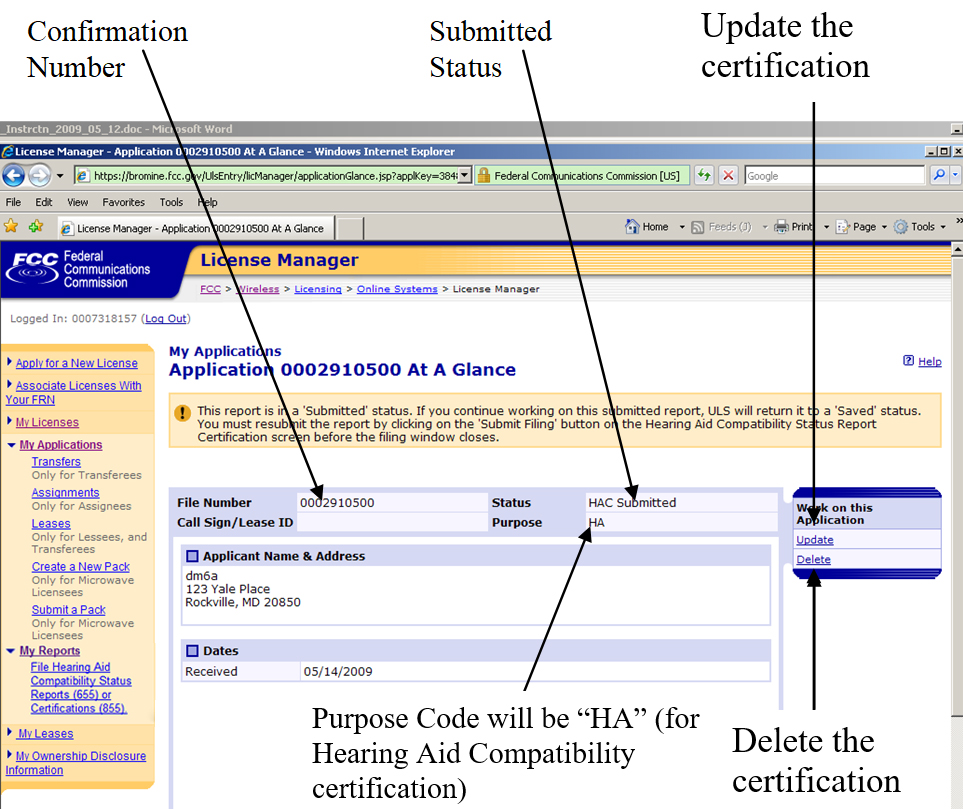 Confirmation
Number
Submitted
Status
Update the
certification
_Instrctn_2009_05_12.doc - Microsoft Word
License Manager - Application 0002910500 At A Glance - Windows Internet Explorer
https://bromine.fcc.gov/UlsEntry/licManager/applicationGlance.jsp?applKey=384
Federal Communications Commission [US]
Google
File Edit View Favorites Tools Help
License Manager - Application 0002910500 At A Glance
Home
Feeds (J)
Print
Page
Tools
FCC
Federal
Communications
Commission
License Manager
FCC > Wireless > Licensing > Online Systems > License Manager
Logged In: 0007318157 (Log Out)
Apply for a New License
Associate Licenses With
Your FRN
My Licenses
My Applications
Transfers
Only for Transferees
Assignments
Only for Assignees
Leases
Only for Lessees, and
Transferees
Create a New Pack
Only for Microwave
Licensees
Submit a Pack
Only for Microwave
Licensees
My Reports
File Hearing Aid
Compatibility Status
Reports (655) or
Certifications (855).
My Leases
My Ownership Disclosure
Information
My Applications
Application 0002910500 At A Glance
? Help
! This report is in a 'Submitted' status. If you continue working on this submitted report, ULS will return it to a 'Saved' status.
You must resubmit the report by clicking on the 'Submit Filing' button on the Hearing Aid Compatibility Status Report
Certification screen before the filing window closes.
File Number 0002910500 Status HAC Submitted
Call Sign/Lease ID Purpose HA
Applicant Name & Address
dm6a
123 Yale Place
Rockville, MD 20850
Dates
Received 05/14/2009
Work on this
Application
Update
Delete
Purpose Code will be “HA” (for
Hearing Aid Compatibility
certification)
Delete the
certification